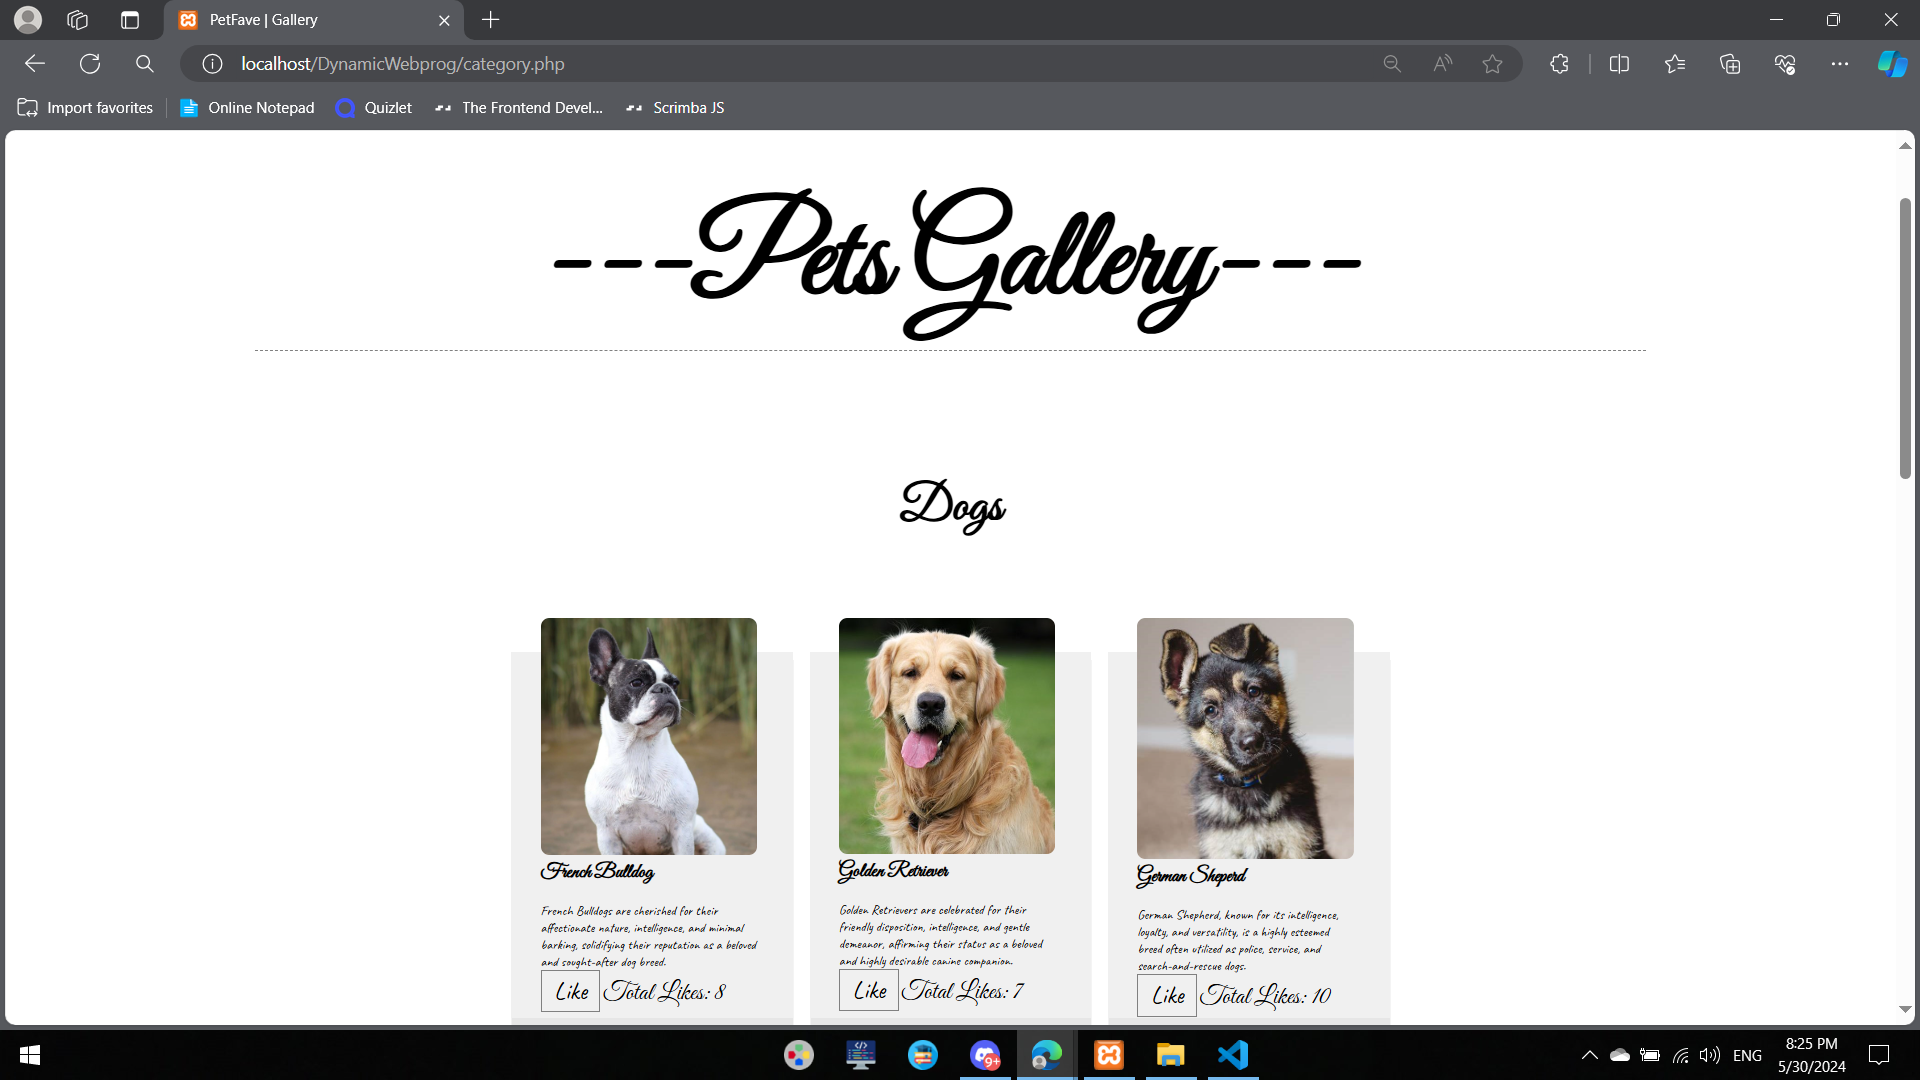 PetFave | Gallery
localhost/DynamicWebprog/category.php
Import favorites
Online Notepad
Quizlet
The Frontend Devel...
Scrimba JS
---Pets Gallery---
Dogs
French Bulldog
French Bulldogs are cherished for their
affectionate nature, intelligence, and minimal
barking, solidifying their reputation as a beloved
and sought-after dog breed.
Like Total Likes: 8
Golden Retriever
Golden Retrievers are celebrated for their
friendly disposition, intelligence, and gentle
demeanor, affirming their status as a beloved
and highly desirable canine companion.
Like Total Likes: 7
German Sheperd
German Shepherd, known for its intelligence,
loyalty, and versatility, is a highly esteemed
breed often utilized as police, service, and
search-and-rescue dogs.
Like Total Likes: 10
9+
ENG
8:25 PM
5/30/2024